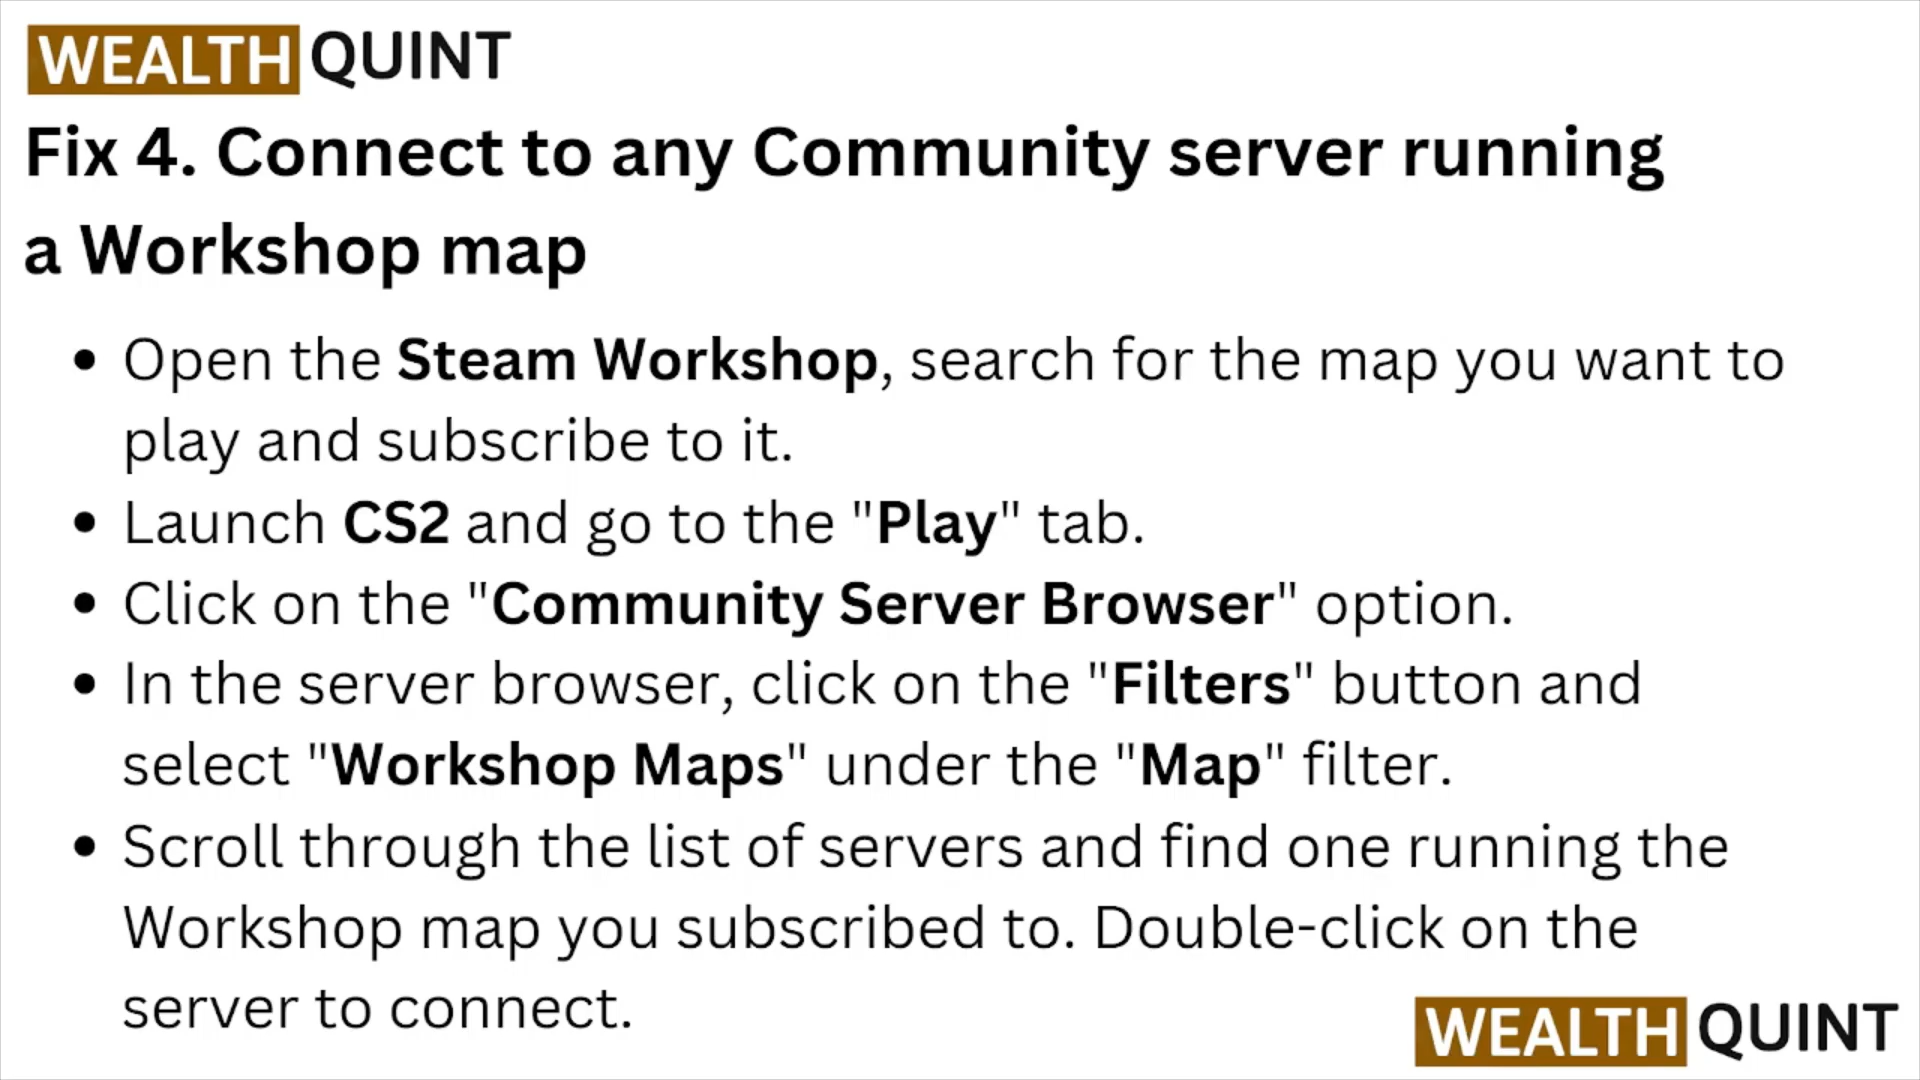 WEALTH QUINT
Fix 4. Connect to any Community server running
a Workshop map
• Open the Steam Workshop, search for the map you want to
play and subscribe to it.
• Launch CS2 and go to the "Play" tab.
• Click on the "Community Server Browser" option.
• In the server browser, click on the "Filters" button and
select "Workshop Maps" under the "Map" filter.
• Scroll through the list of servers and find one running the
Workshop map you subscribed to. Double-click on the
server to connect.
WEALTH QUINT